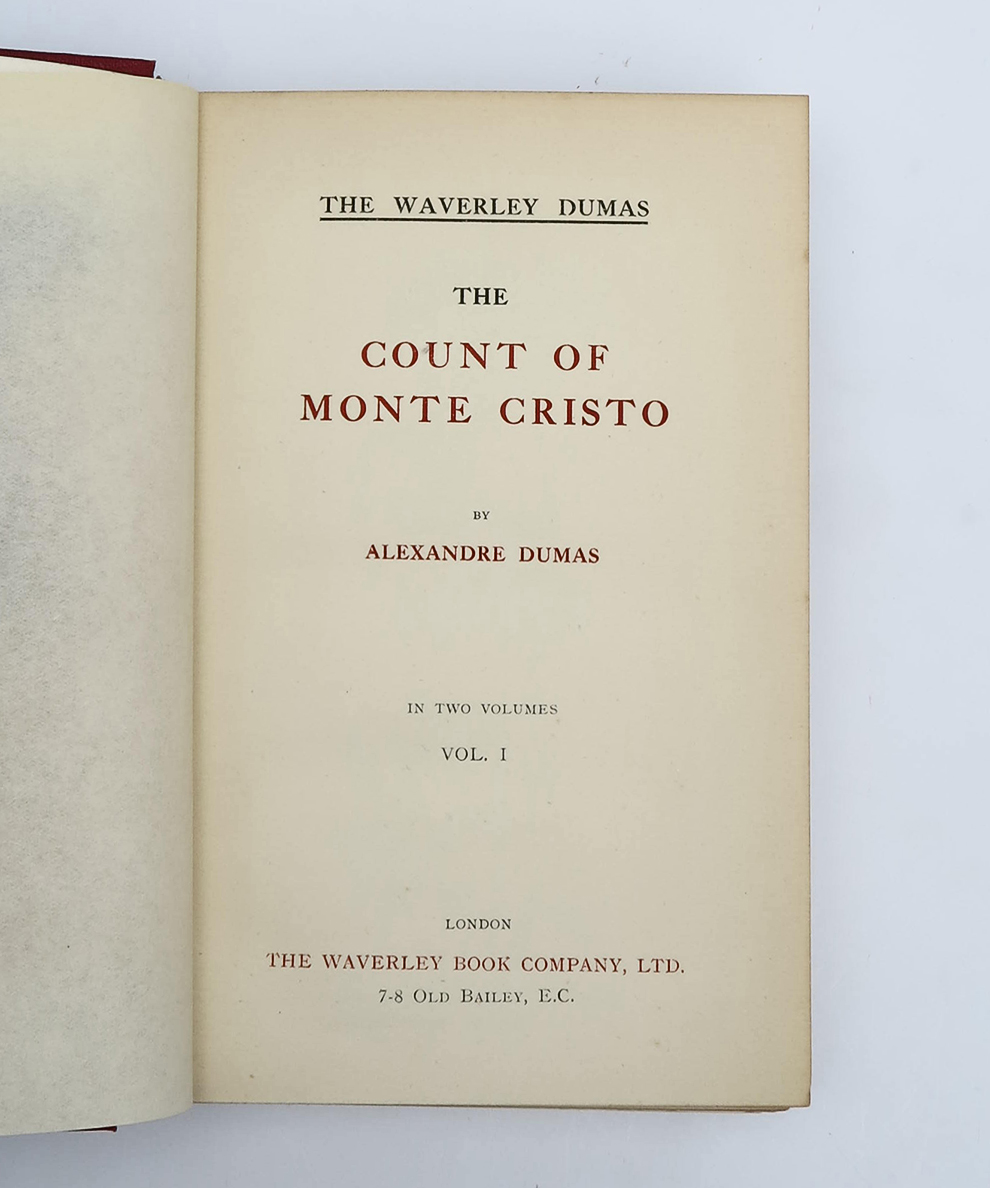 THE WAVERLEY DUMAS
THE
COUNT OF
MONTE CRISTO
BY
ALEXANDRE DUMAS
IN TWO VOLUMES
VOL. I
LONDON
THE WAVERLEY BOOK COMPANY, LTD.
7-8 OLD BAILEY, E.C.